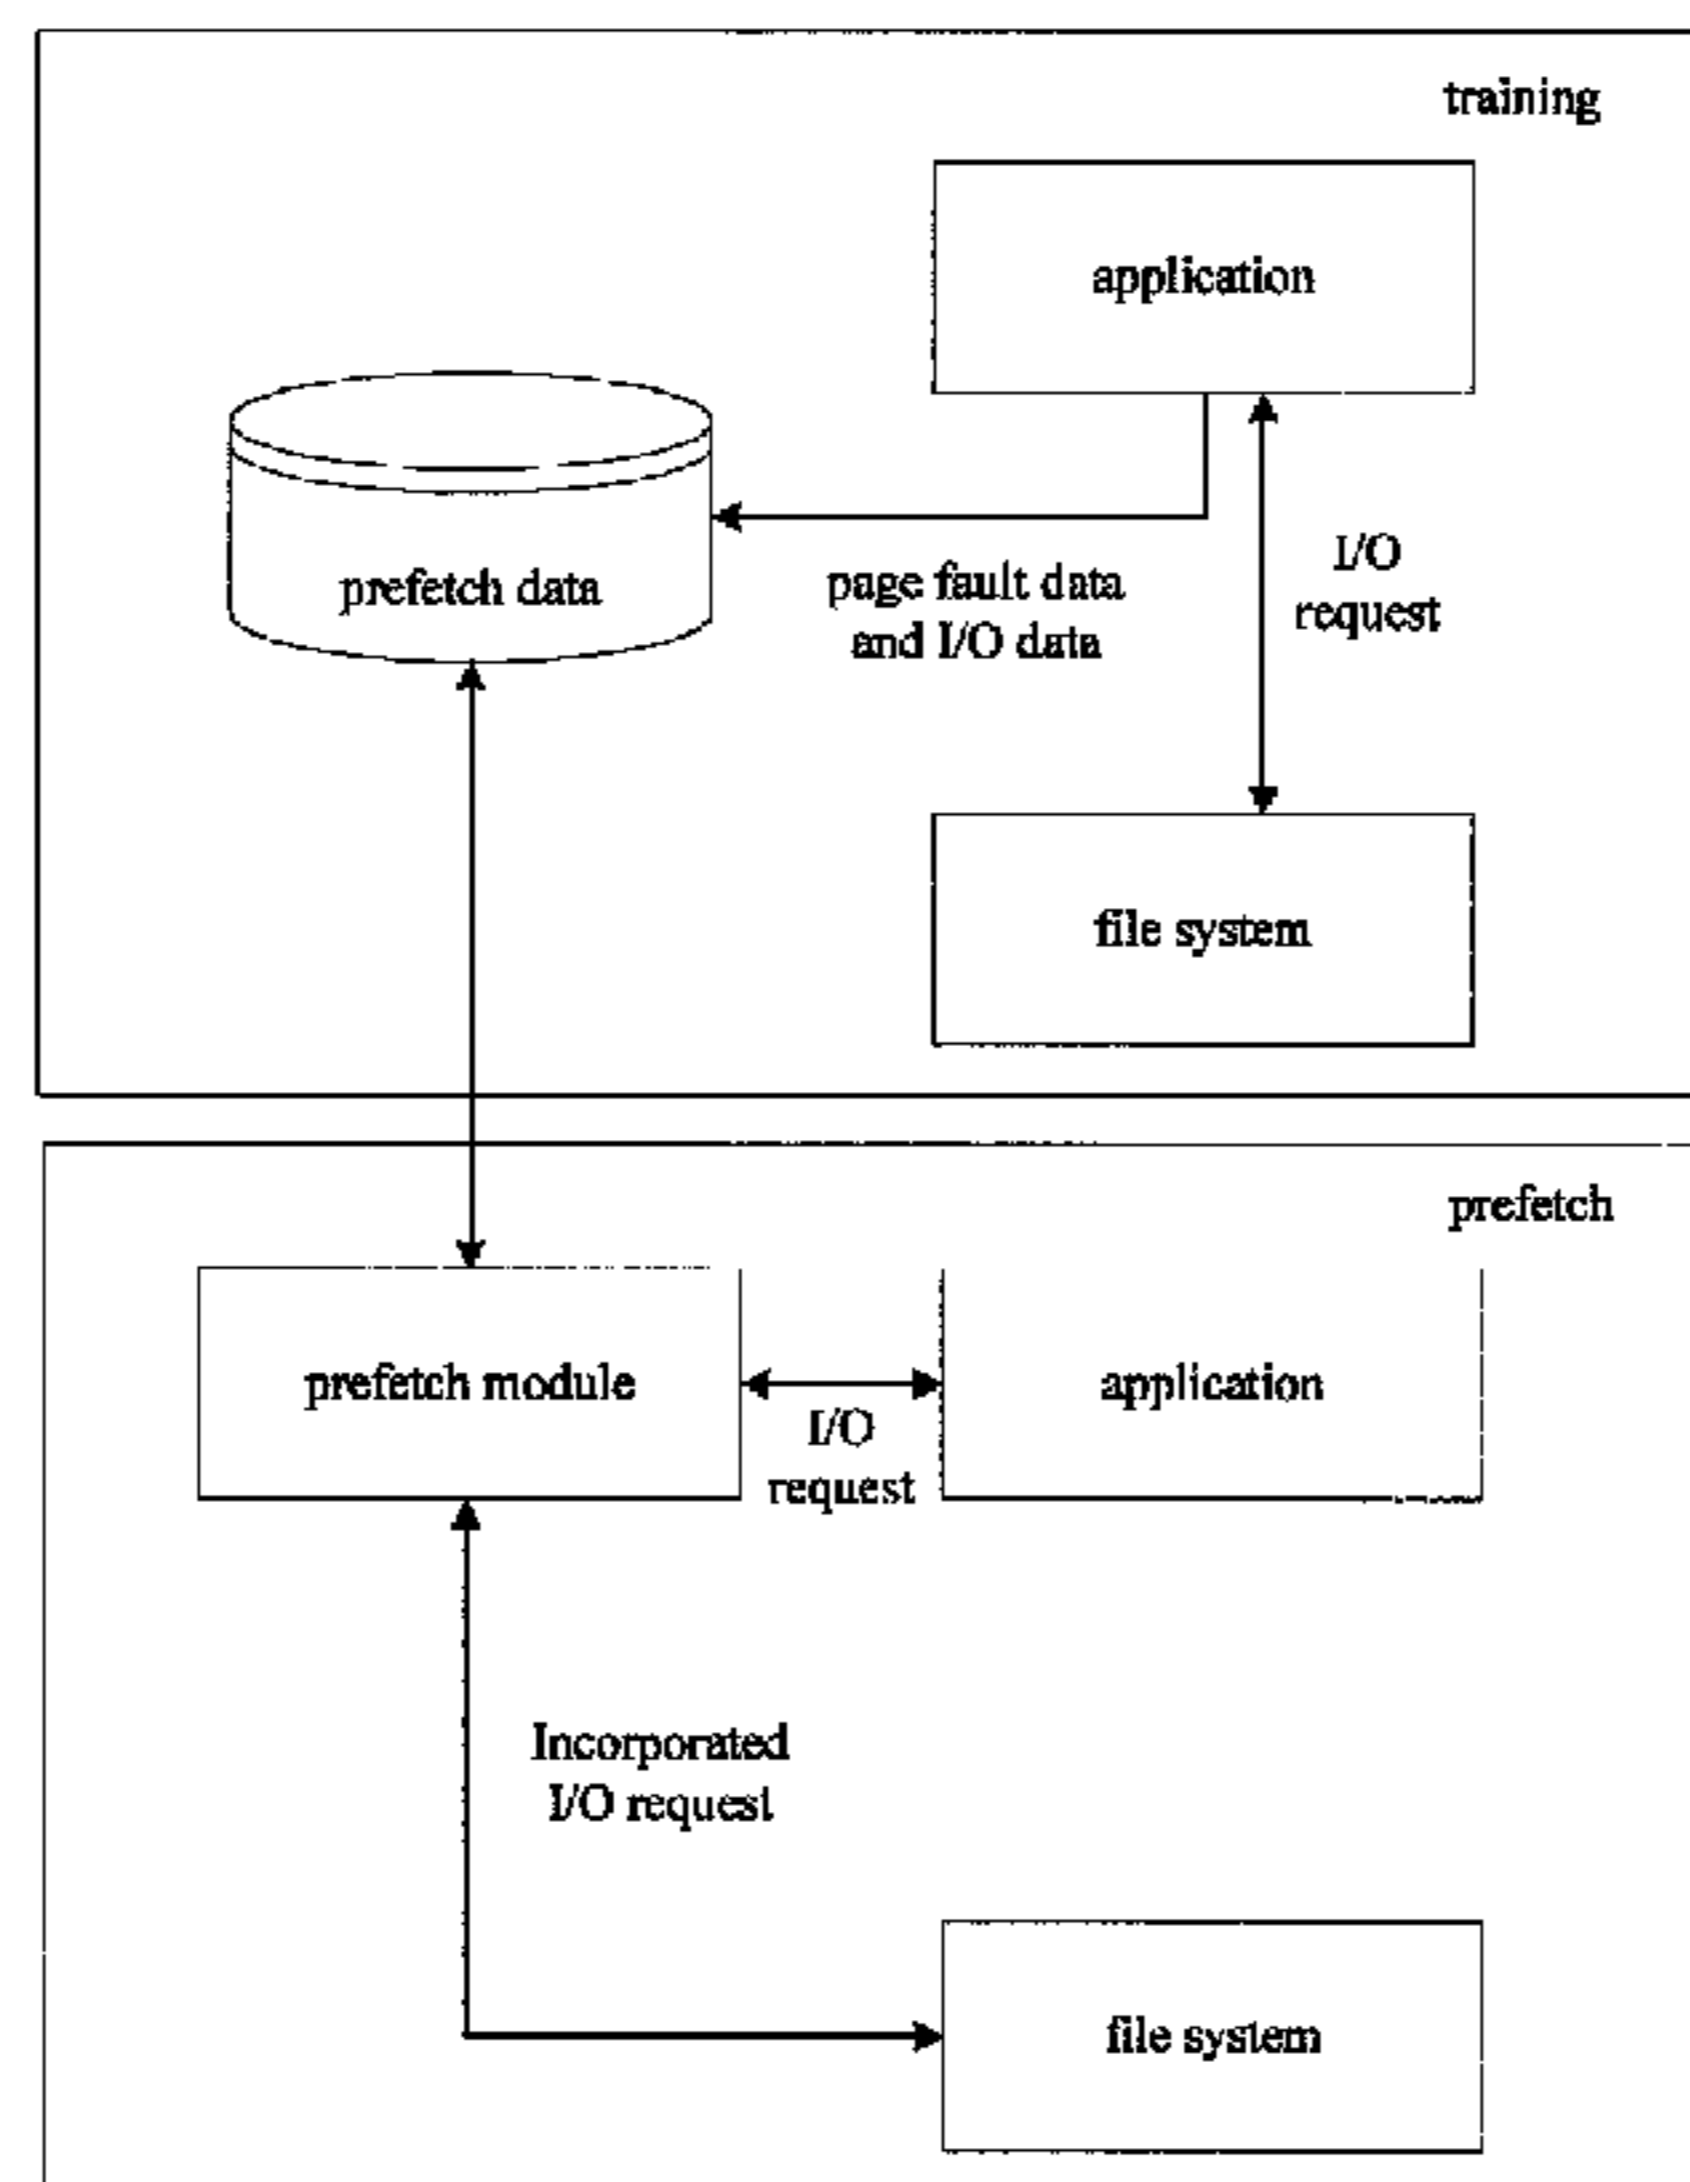 training
application
prefetch data
page fault data
and I/O data
I/O
request
file system
prefetch
prefetch module
I/O
request
application
Incorporated
I/O request
file system